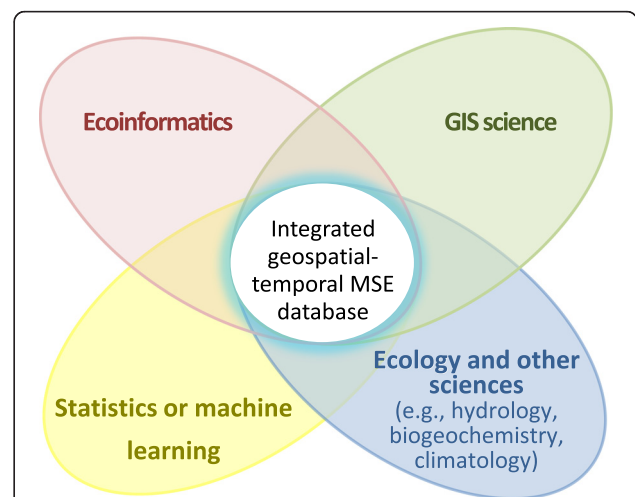 Ecoinformatics
GIS science
Integrated
geospatial-
temporal MSE
database
Ecology and other
sciences
(e.g., hydrology,
biogeochemistry,
climatology)
Statistics or machine
learning